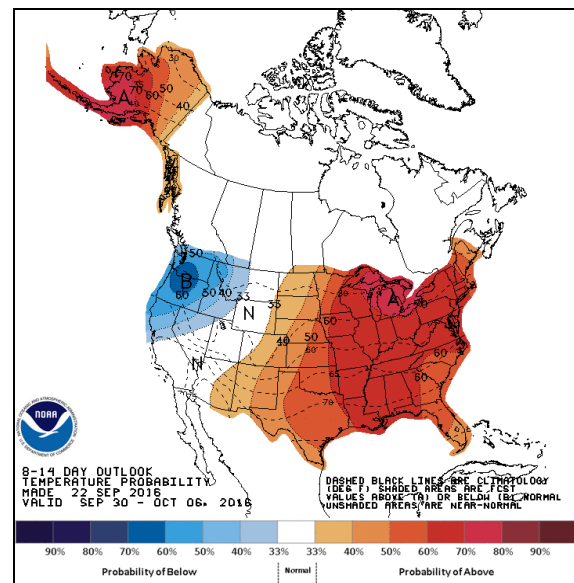 30
70
A
70
60
50
40
50
B
60
50
40
33
33
N
N
A
70
60
50
40
60
65
70
60
60
NOAA
8-14 DAY OUTLOOK
TEMPERATURE PROBABILITY
MADE 22 SEP 2016
VALID SEP 30 - OCT 06, 2016
DASHED BLACK LINES ARE CLIMATOLOGY
(DEG F) SHADED AREAS ARE FCST
VALUES ABOVE (A) OR BELOW (B) NORMAL
UNSHADED AREAS ARE NEAR-NORMAL
90% 80% 70% 60% 50% 40% 33% 33% 40% 50% 60% 70% 80% 90%
Probability of Below Normal Probability of Above